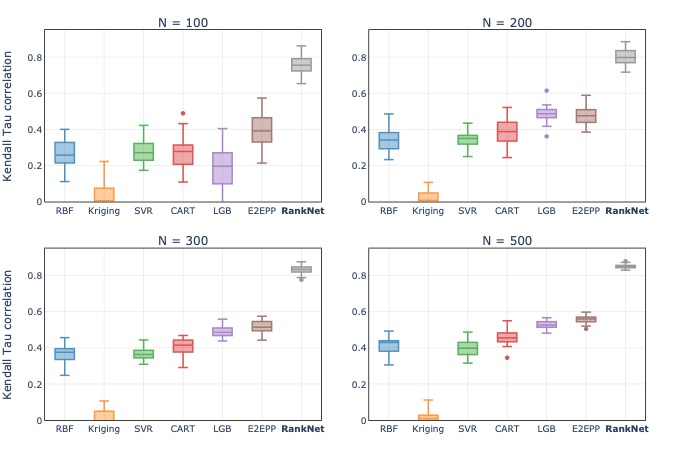 N = 100
N = 200
Kendall Tau correlation
0.8
0.6
0.4
0.2
0
RBF Kriging SVR CART LGB E2EPP RankNet
0.8
0.6
0.4
0.2
0
RBF Kriging SVR CART LGB E2EPP RankNet
N = 300
N = 500
Kendall Tau correlation
0.8
0.6
0.4
0.2
0
RBF Kriging SVR CART LGB E2EPP RankNet
0.8
0.6
0.4
0.2
0
RBF Kriging SVR CART LGB E2EPP RankNet